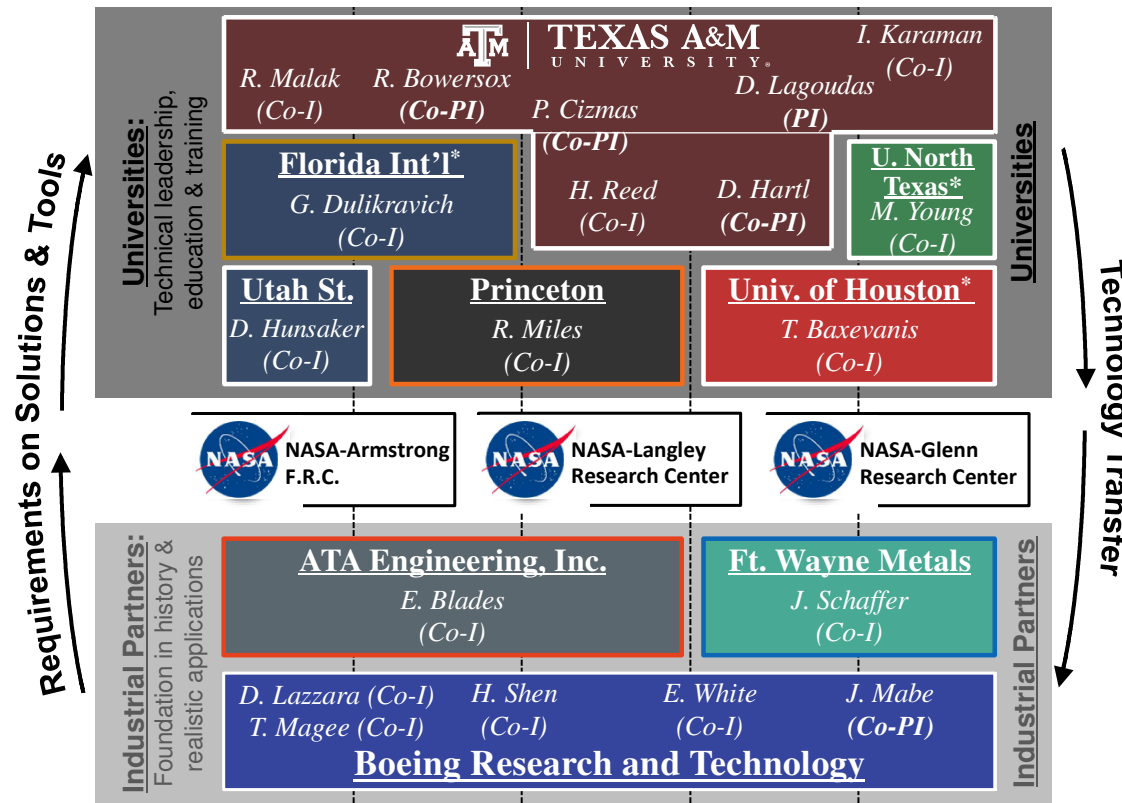 ATM
TEXAS A&M
UNIVERSITY®
I. Karaman
(Co-I)
R. Malak
(Co-I)
R. Bowersox
(Co-PI)
P. Cizmas
(Co-PI)
D. Lagoudas
(PI)
Universities:
Technical leadership,
education & training
Universities
Florida Int'l*
G. Dulikravich
(Co-I)
H. Reed
(Co-I)
D. Hartl
(Co-PI)
U. North
Texas*
M. Young
(Co-I)
Utah St.
D. Hunsaker
(Co-I)
Princeton
R. Miles
(Co-I)
Univ. of Houston*
T. Baxevanis
(Co-I)
Requirements on Solutions & Tools
Technology Transfer
NASA
NASA-Armstrong
F.R.C.
NASA
NASA-Langley
Research Center
NASA
NASA-Glenn
Research Center
Industrial Partners:
Foundation in history &
realistic applications
Industrial Partners
ATA Engineering, Inc.
E. Blades
(Co-I)
Ft. Wayne Metals
J. Schaffer
(Co-I)
D. Lazzara (Co-I)
T. Magee (Co-I)
H. Shen
(Co-I)
E. White
(Co-I)
J. Mabe
(Co-PI)
Boeing Research and Technology